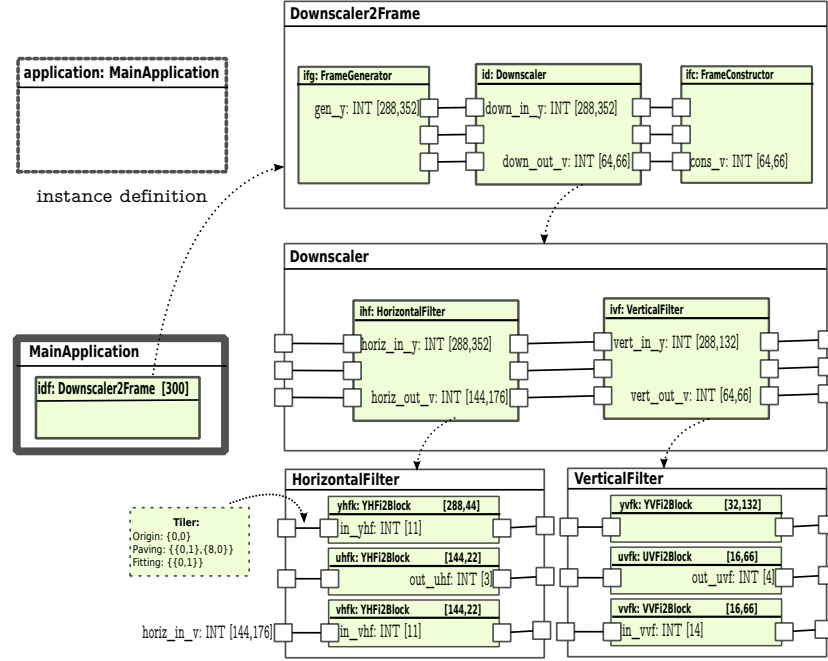 Downscaler2Frame
application: MainApplication
ifg: FrameGenerator
id: Downscaler
ifc: FrameConstructor
gen_y: INT [288,352]
down_in_y: INT [288,352]
down_out_v: INT [64,66]
cons_v: INT [64,66]
instance definition
Downscaler
ihf: HorizontalFilter
ivf: VerticalFilter
horiz_in_y: INT [288,352]
vert_in_y: INT [288,132]
horiz_out_v: INT [144,176]
vert_out_v: INT [64,66]
MainApplication
idf: Downscaler2Frame [300]
HorizontalFilter
yhfk: YHFi2Block [288,44]
in_yhf: INT [11]
uhfk: YHFi2Block [144,22]
out_uhf: INT [3]
vhfk: YHFi2Block [144,22]
in_vhf: INT [11]
horiz_in_v: INT [144,176]
Tiler:
Origin: {0,0}
Paving: {{0,1},{8,0}}
Fitting: {{0,1}}
VerticalFilter
yvfk: YVFi2Block [32,132]
uvfk: UVFi2Block [16,66]
out_uvf: INT [4]
vvfk: VVFi2Block [16,66]
in_vvf: INT [14]